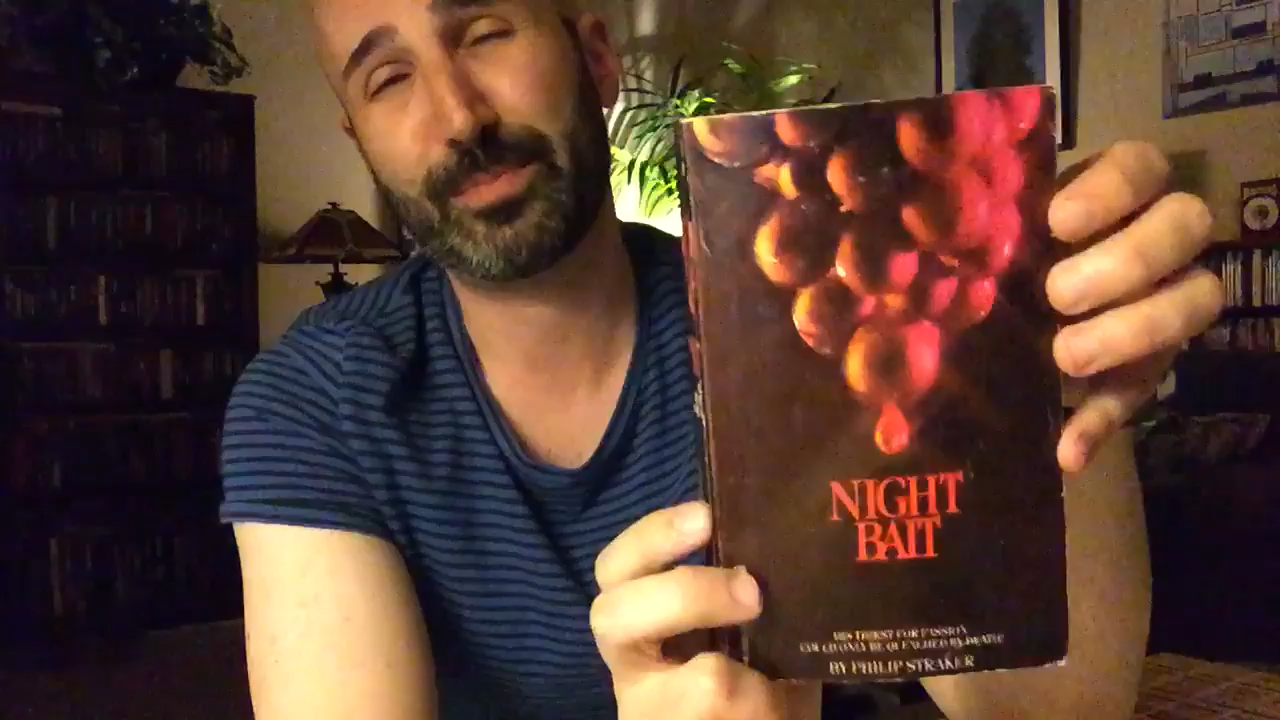 NIGHT
BAIT
HIS THIRST FOR PASSION
COULD ONLY BE QUENCHED BY DEATH!
BY PHILIP STRAKER